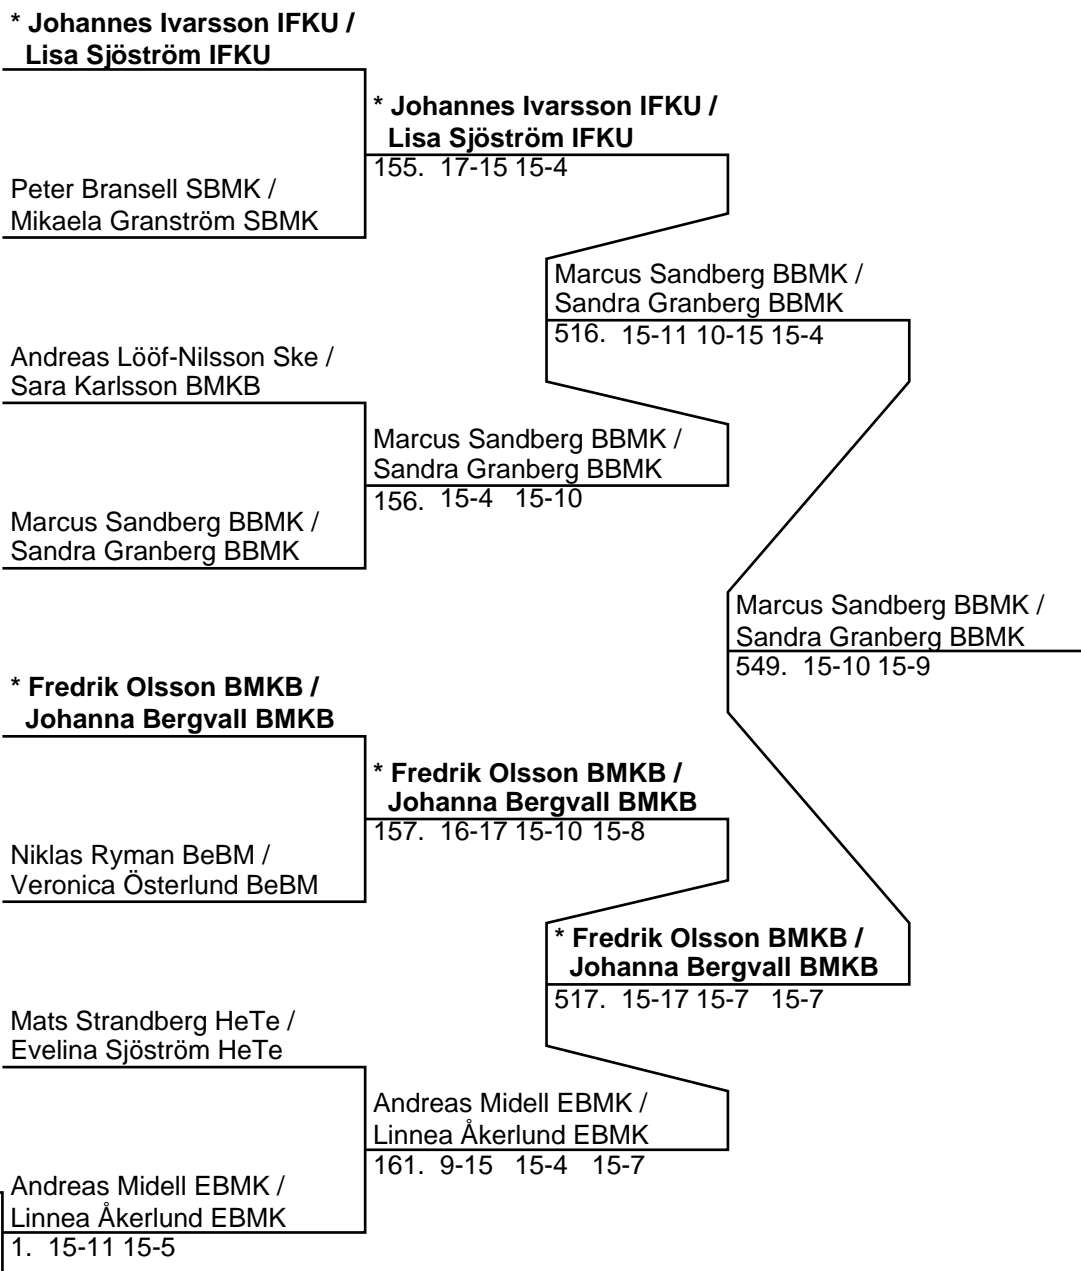 * Johannes Ivarsson IFKU /
Lisa Sjöström IFKU
* Johannes Ivarsson IFKU /
Lisa Sjöström IFKU
155. 17-15 15-4
Peter Bransell SBMK /
Mikaela Granström SBMK
Marcus Sandberg BBMK /
Sandra Granberg BBMK
516. 15-11 10-15 15-4
Andreas Lööf-Nilsson Ske /
Sara Karlsson BMKB
Marcus Sandberg BBMK /
Sandra Granberg BBMK
156. 15-4 15-10
Marcus Sandberg BBMK /
Sandra Granberg BBMK
Marcus Sandberg BBMK /
Sandra Granberg BBMK
549. 15-10 15-9
* Fredrik Olsson BMKB /
Johanna Bergvall BMKB
* Fredrik Olsson BMKB /
Johanna Bergvall BMKB
157. 16-17 15-10 15-8
Niklas Ryman BeBM /
Veronica Österlund BeBM
* Fredrik Olsson BMKB /
Johanna Bergvall BMKB
517. 15-17 15-7 15-7
Mats Strandberg HeTe /
Evelina Sjöström HeTe
Andreas Midell EBMK /
Linnea Åkerlund EBMK
161. 9-15 15-4 15-7
Andreas Midell EBMK /
Linnea Åkerlund EBMK
1. 15-11 15-5